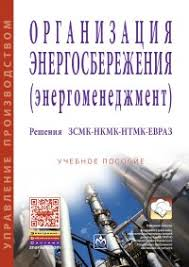 ОРГАНИЗАЦИЯ
ЭНЕРГОСБЕРЕЖЕНИЯ
(энергоменеджмент)
Решения ЗСМК-НКМК-НТМК-ЕВРАЗ
УЧЕБНОЕ ПОСОБИЕ
УПРАВЛЕНИЕ ПРОИЗВОДСТВОМ